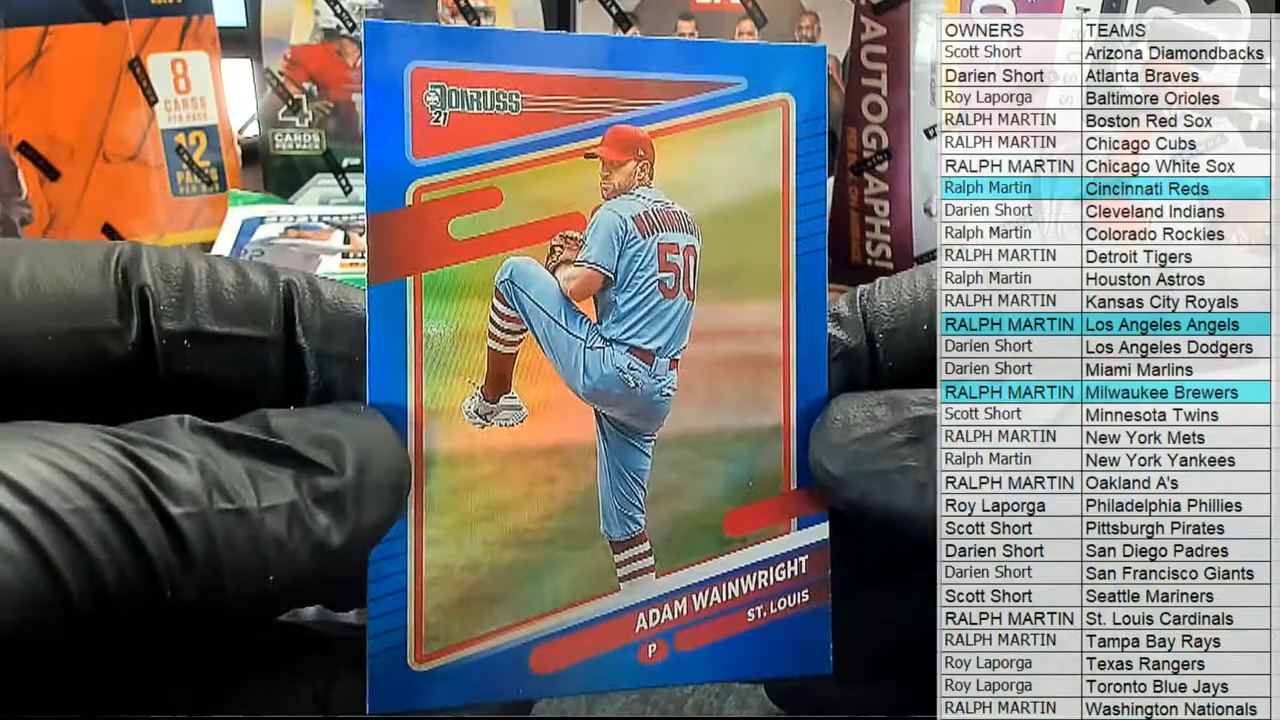 8
CARDS
PER PACK
12
PACKS
4
CARDS
PER PACK
AUTOGRAPHS!
DONRUSS
21
WAINWRIGHT
50
ADAM WAINWRIGHT
ST. LOUIS
P
OWNERS TEAMS
Scott Short Arizona Diamondbacks
Darien Short Atlanta Braves
Roy Laporga Baltimore Orioles
RALPH MARTIN Boston Red Sox
RALPH MARTIN Chicago Cubs
RALPH MARTIN Chicago White Sox
Ralph Martin Cincinnati Reds
Darien Short Cleveland Indians
Ralph Martin Colorado Rockies
RALPH MARTIN Detroit Tigers
Ralph Martin Houston Astros
RALPH MARTIN Kansas City Royals
RALPH MARTIN Los Angeles Angels
Darien Short Los Angeles Dodgers
Darien Short Miami Marlins
RALPH MARTIN Milwaukee Brewers
Scott Short Minnesota Twins
RALPH MARTIN New York Mets
Ralph Martin New York Yankees
RALPH MARTIN Oakland A's
Roy Laporga Philadelphia Phillies
Scott Short Pittsburgh Pirates
Darien Short San Diego Padres
Darien Short San Francisco Giants
Scott Short Seattle Mariners
RALPH MARTIN St. Louis Cardinals
RALPH MARTIN Tampa Bay Rays
Roy Laporga Texas Rangers
Roy Laporga Toronto Blue Jays
RALPH MARTIN Washington Nationals